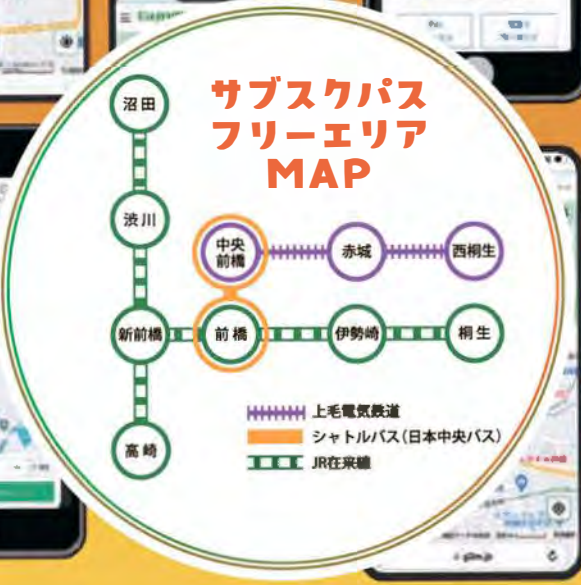 サブスクパス
フリーエリア
MAP
沼田
渋川
中央
前橋
赤城
西桐生
新前橋
前橋
伊勢崎
桐生
高崎
上毛電気鉄道
シャトルバス(日本中央バス)
JR在来線